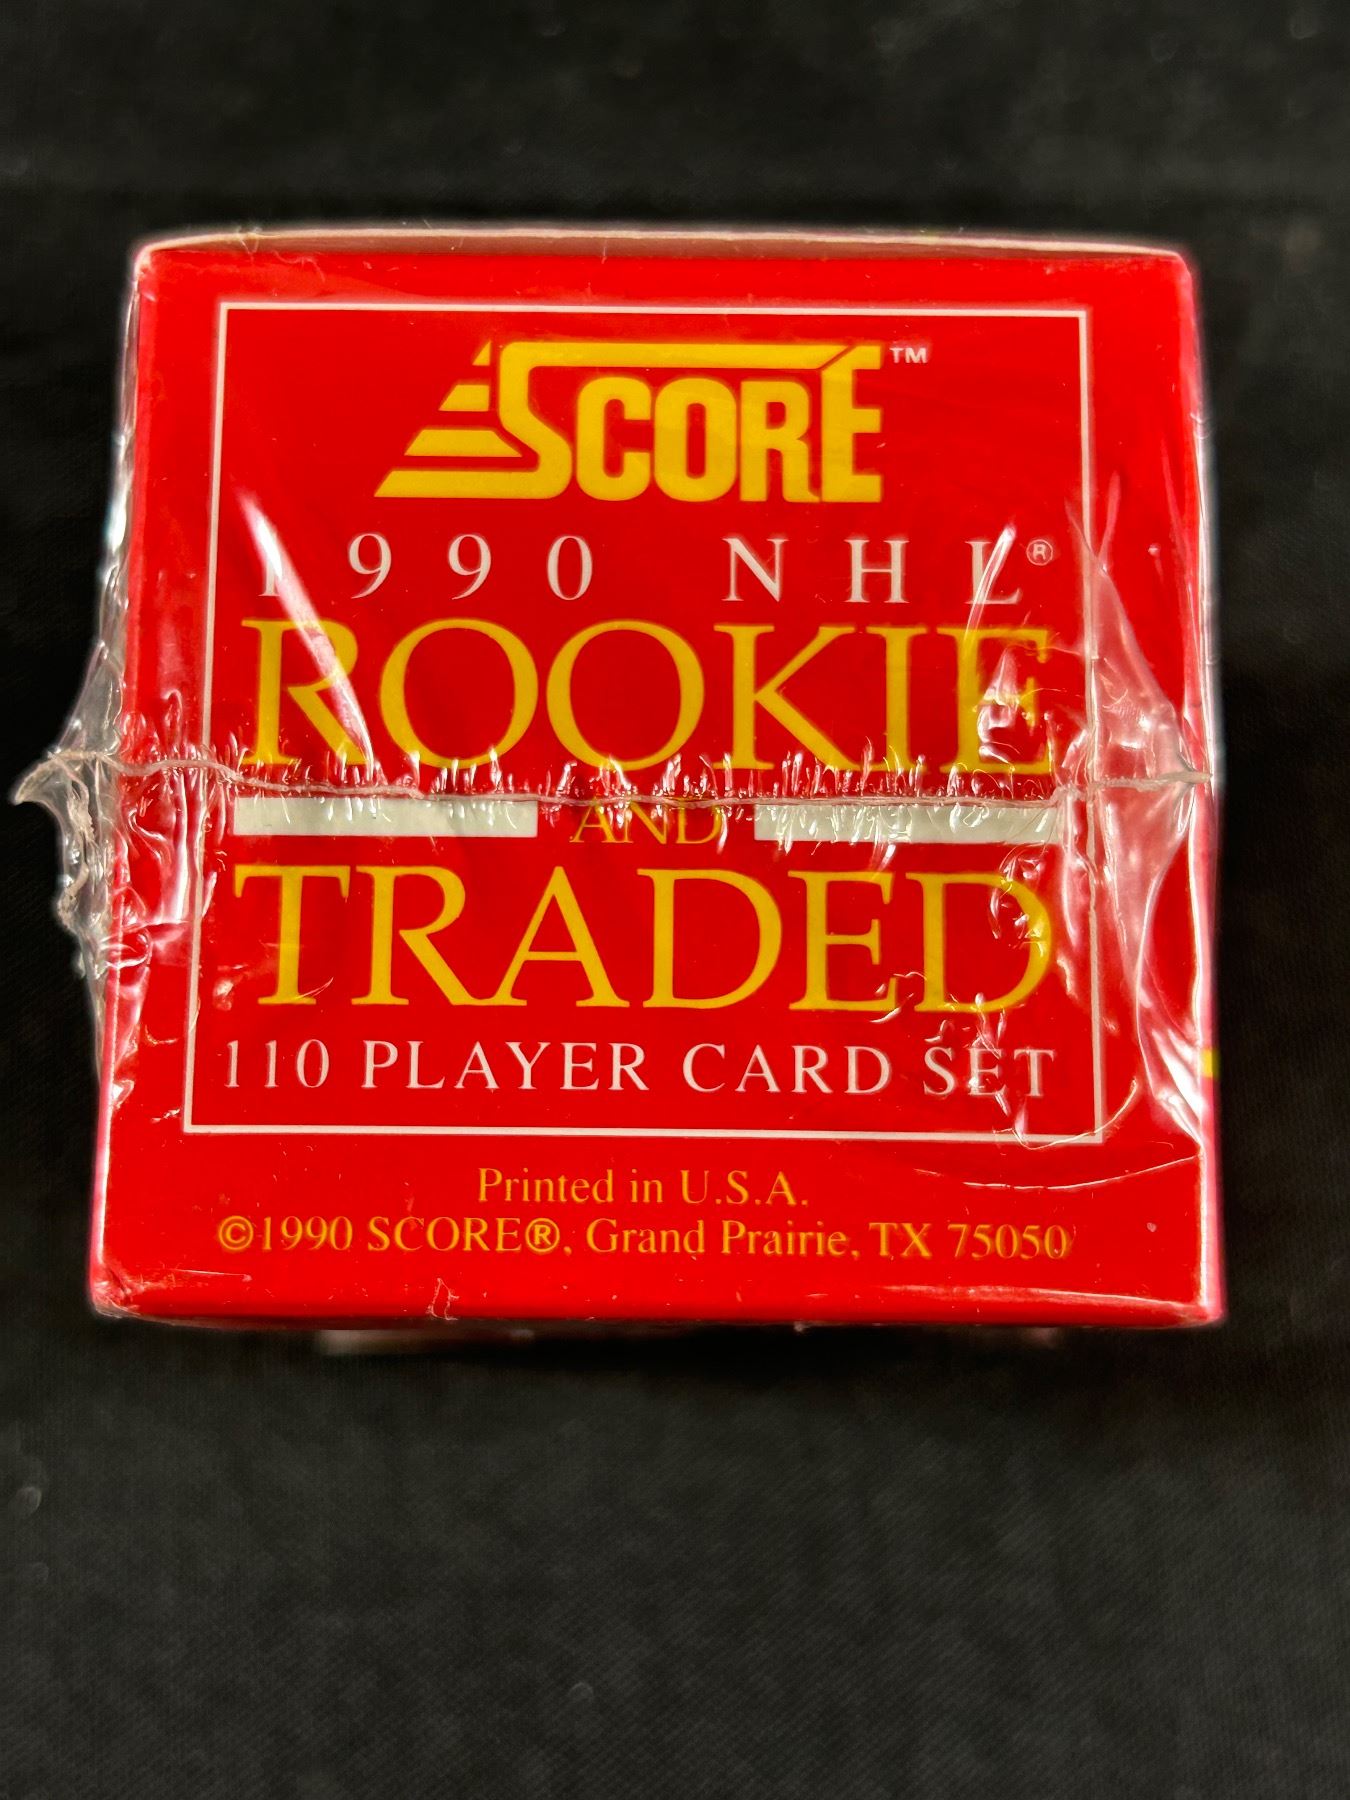 SCORE™
1990 NHL®
ROOKIE
AND
TRADED
110 PLAYER CARD SET
Printed in U.S.A.
©1990 SCORE®, Grand Prairie, TX 75050